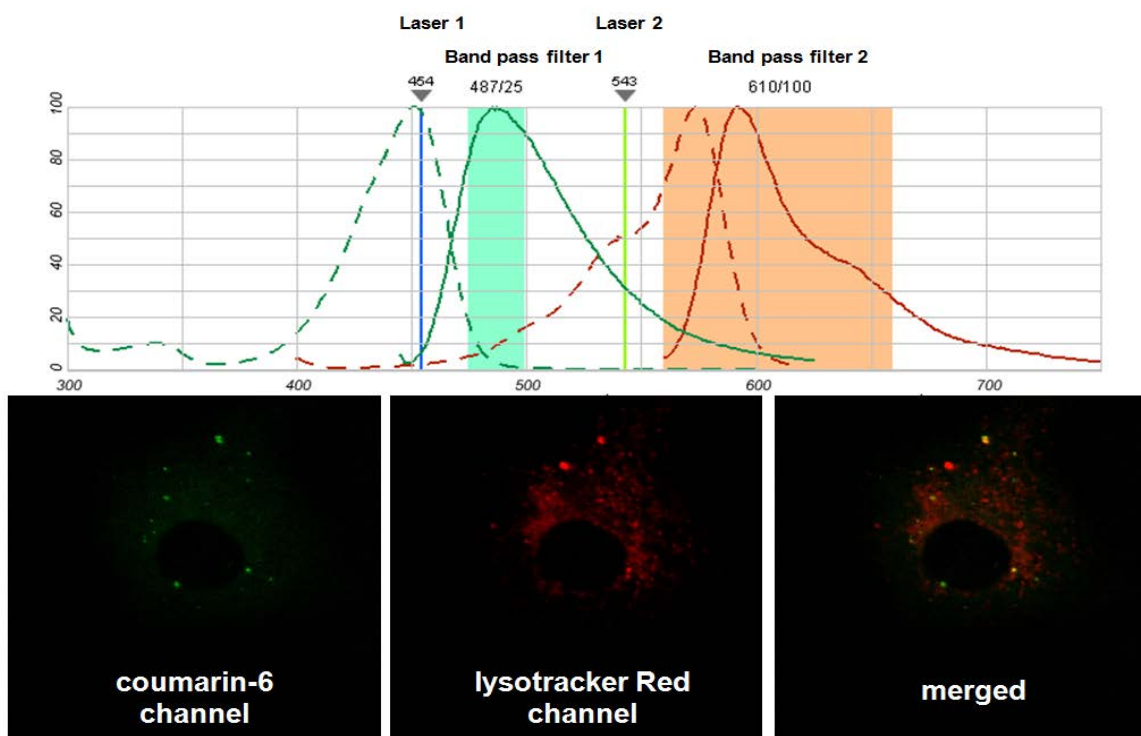 Laser 1 Laser 2
Band pass filter 1 Band pass filter 2
454 487/25 543 610/100
100
80
60
40
20
0
300 400 500 600 700
coumarin-6
channel
lysotracker Red
channel
merged